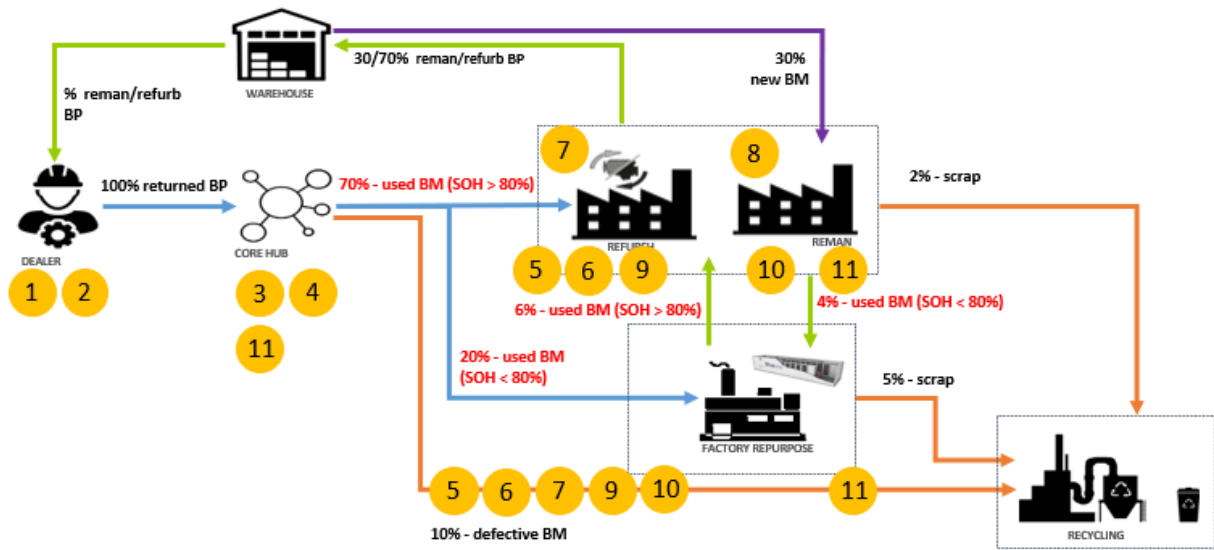 30/70% reman/refurb BP
30%
new BM
WAREHOUSE
% reman/refurb
BP
7
8
100% returned BP
70% - used BM (SOH > 80%)
2% - scrap
DEALER
CORE HUB
REFURSH
REMAN
1
2
3
4
11
5
6
9
10
11
6% - used BM (SOH > 80%)
4% - used BM (SOH < 80%)
20% - used BM
(SOH < 80%)
5% - scrap
FACTORY REPURPOSE
5
6
7
9
10
11
10% - defective BM
RECYCLING